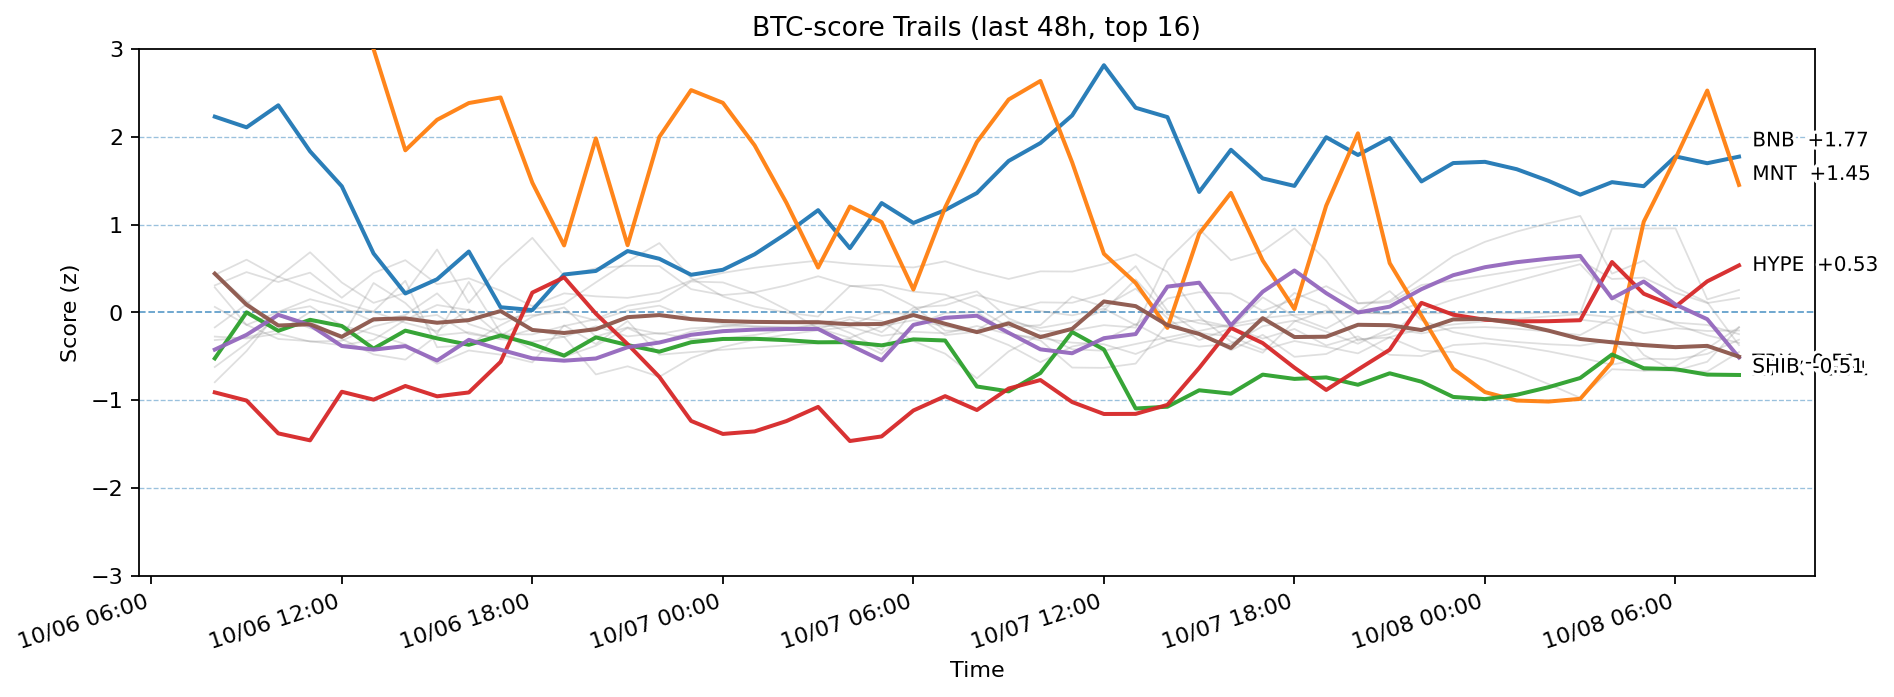 BTC-score Trails (last 48h, top 16)
Score (z)
3
2
1
0
−1
−2
−3
BNB +1.77
MNT +1.45
HYPE +0.53
SHIB -0.51
10/06 06:00
10/06 12:00
10/06 18:00
10/07 00:00
10/07 06:00
10/07 12:00
10/07 18:00
10/08 00:00
10/08 06:00
Time